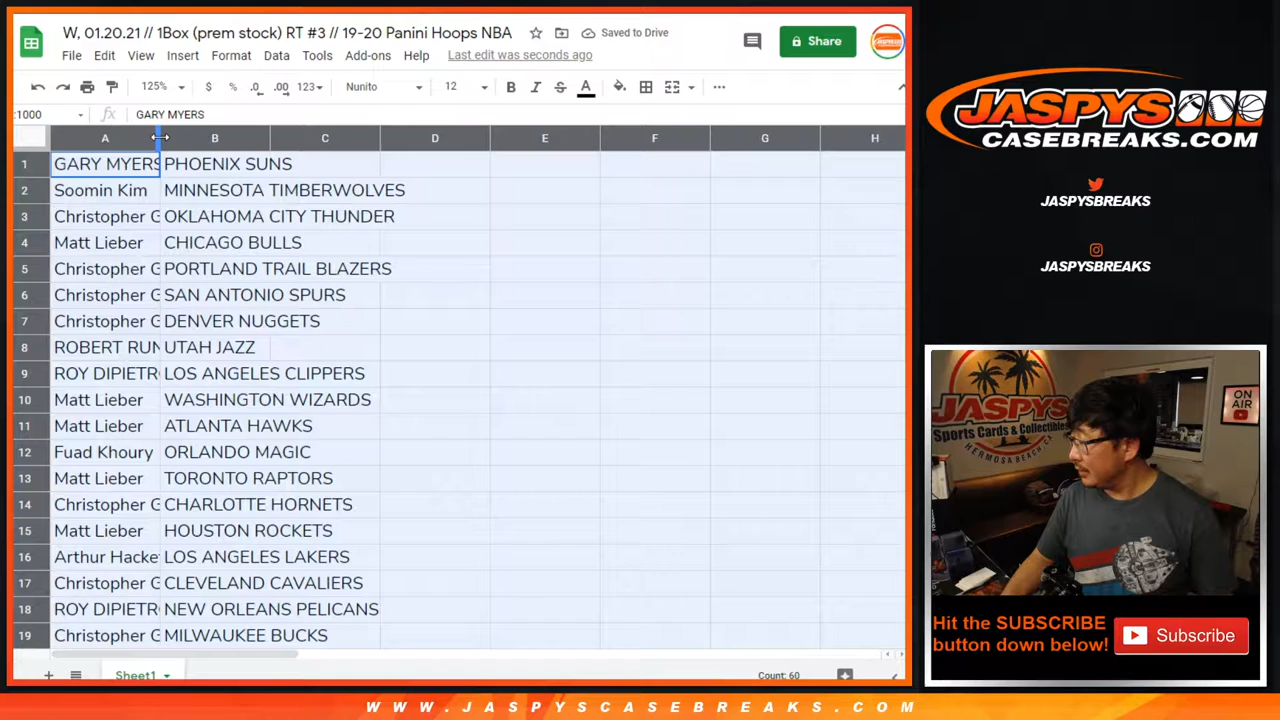 W, 01.20.21 // 1Box (prem stock) RT #3 // 19-20 Panini Hoops NBA
Saved to Drive
Share
File Edit View Insert Format Data Tools Add-ons Help Last edit was seconds ago
125% $ % .0 .00 123 Nunito 12 B I S A ...
:1000 fx GARY MYERS
A B C D E F G H
1 GARY MYERS PHOENIX SUNS
2 Soomin Kim MINNESOTA TIMBERWOLVES
3 Christopher G OKLAHOMA CITY THUNDER
4 Matt Lieber CHICAGO BULLS
5 Christopher G PORTLAND TRAIL BLAZERS
6 Christopher G SAN ANTONIO SPURS
7 Christopher G DENVER NUGGETS
8 ROBERT RUN UTAH JAZZ
9 ROY DIPIETR LOS ANGELES CLIPPERS
10 Matt Lieber WASHINGTON WIZARDS
11 Matt Lieber ATLANTA HAWKS
12 Fuad Khoury ORLANDO MAGIC
13 Matt Lieber TORONTO RAPTORS
14 Christopher G CHARLOTTE HORNETS
15 Matt Lieber HOUSTON ROCKETS
16 Arthur Hacke LOS ANGELES LAKERS
17 Christopher G CLEVELAND CAVALIERS
18 ROY DIPIETR NEW ORLEANS PELICANS
19 Christopher G MILWAUKEE BUCKS
Sheet1
Count: 60
JASPYS
CASEBREAKS.COM
JASPYSBREAKS
JASPYSBREAKS
JASPYS
Sports Cards & Collectibles
HERMOSA BEACH, CA
ON
AIR
Hit the SUBSCRIBE
button down below!
Subscribe
WWW.JASPYSCASEBREAKS.COM